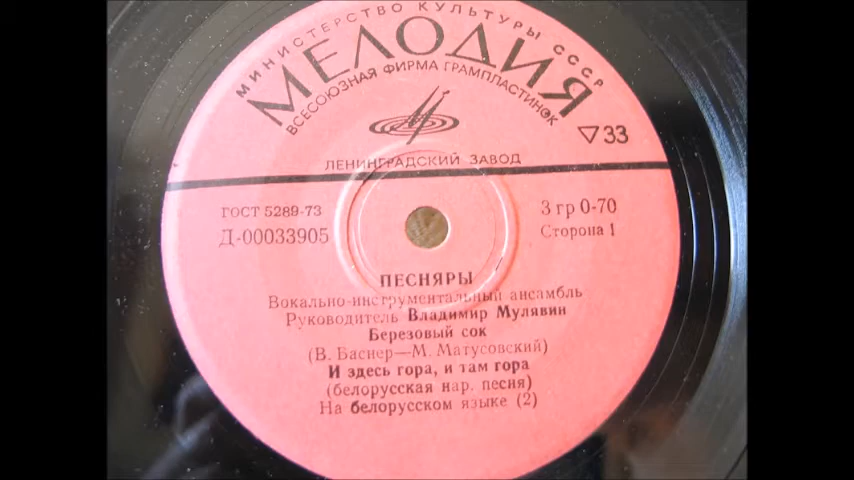 МИНИСТЕРСТВО КУЛЬТУРЫ СССР
МЕЛОДИЯ
ВСЕСОЮЗНАЯ ФИРМА ГРАМПЛАСТИНОК
▽33
ЛЕНИНГРАДСКИЙ ЗАВОД
ГОСТ 5289-73
3 гр 0-70
Д-00033905
Сторона 1
ПЕСНЯРЫ
Вокально-инструментальный ансамбль
Руководитель Владимир Мулявин
Березовый сок
(В. Баснер—М. Матусовский)
И здесь гора, и там гора
(белорусская нар. песня)
На белорусском языке (2)